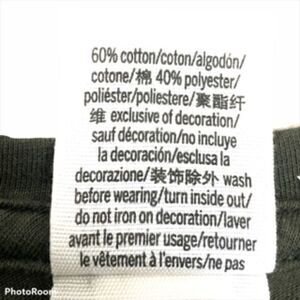 60% cotton/coton/algodón/
cotone/棉 40% polyester/
poliéster/poliestere/聚酯纤
维 exclusive of decoration/
sauf décoration/no incluye
la decoración/esclusa la
decorazione/装饰除外 wash
before wearing/turn inside out/
do not iron on decoration/laver
avant le premier usage/retourner
le vêtement à l'envers/ne pas
PhotoRoom